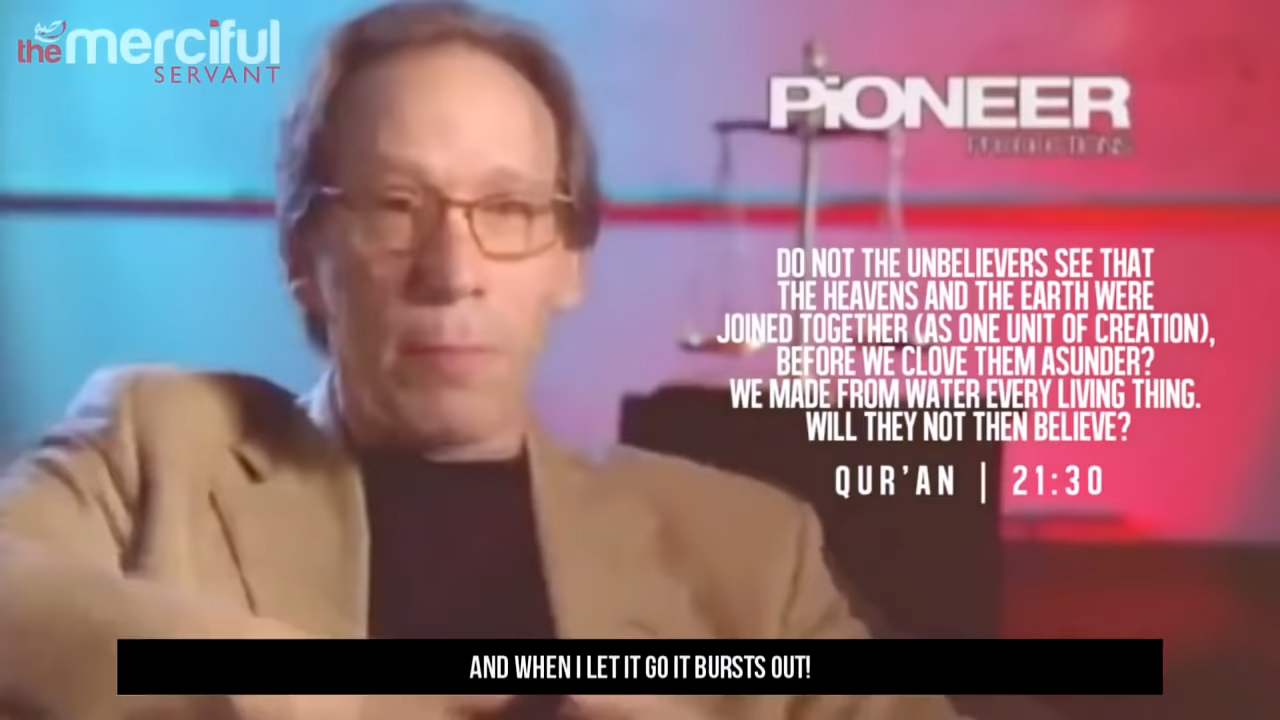 the merciful
SERVANT
PiONEER
PRODUCTIONS
DO NOT THE UNBELIEVERS SEE THAT
THE HEAVENS AND THE EARTH WERE
JOINED TOGETHER (AS ONE UNIT OF CREATION),
BEFORE WE CLOVE THEM ASUNDER?
WE MADE FROM WATER EVERY LIVING THING.
WILL THEY NOT THEN BELIEVE?
QUR'AN | 21:30
AND WHEN I LET IT GO IT BURSTS OUT!